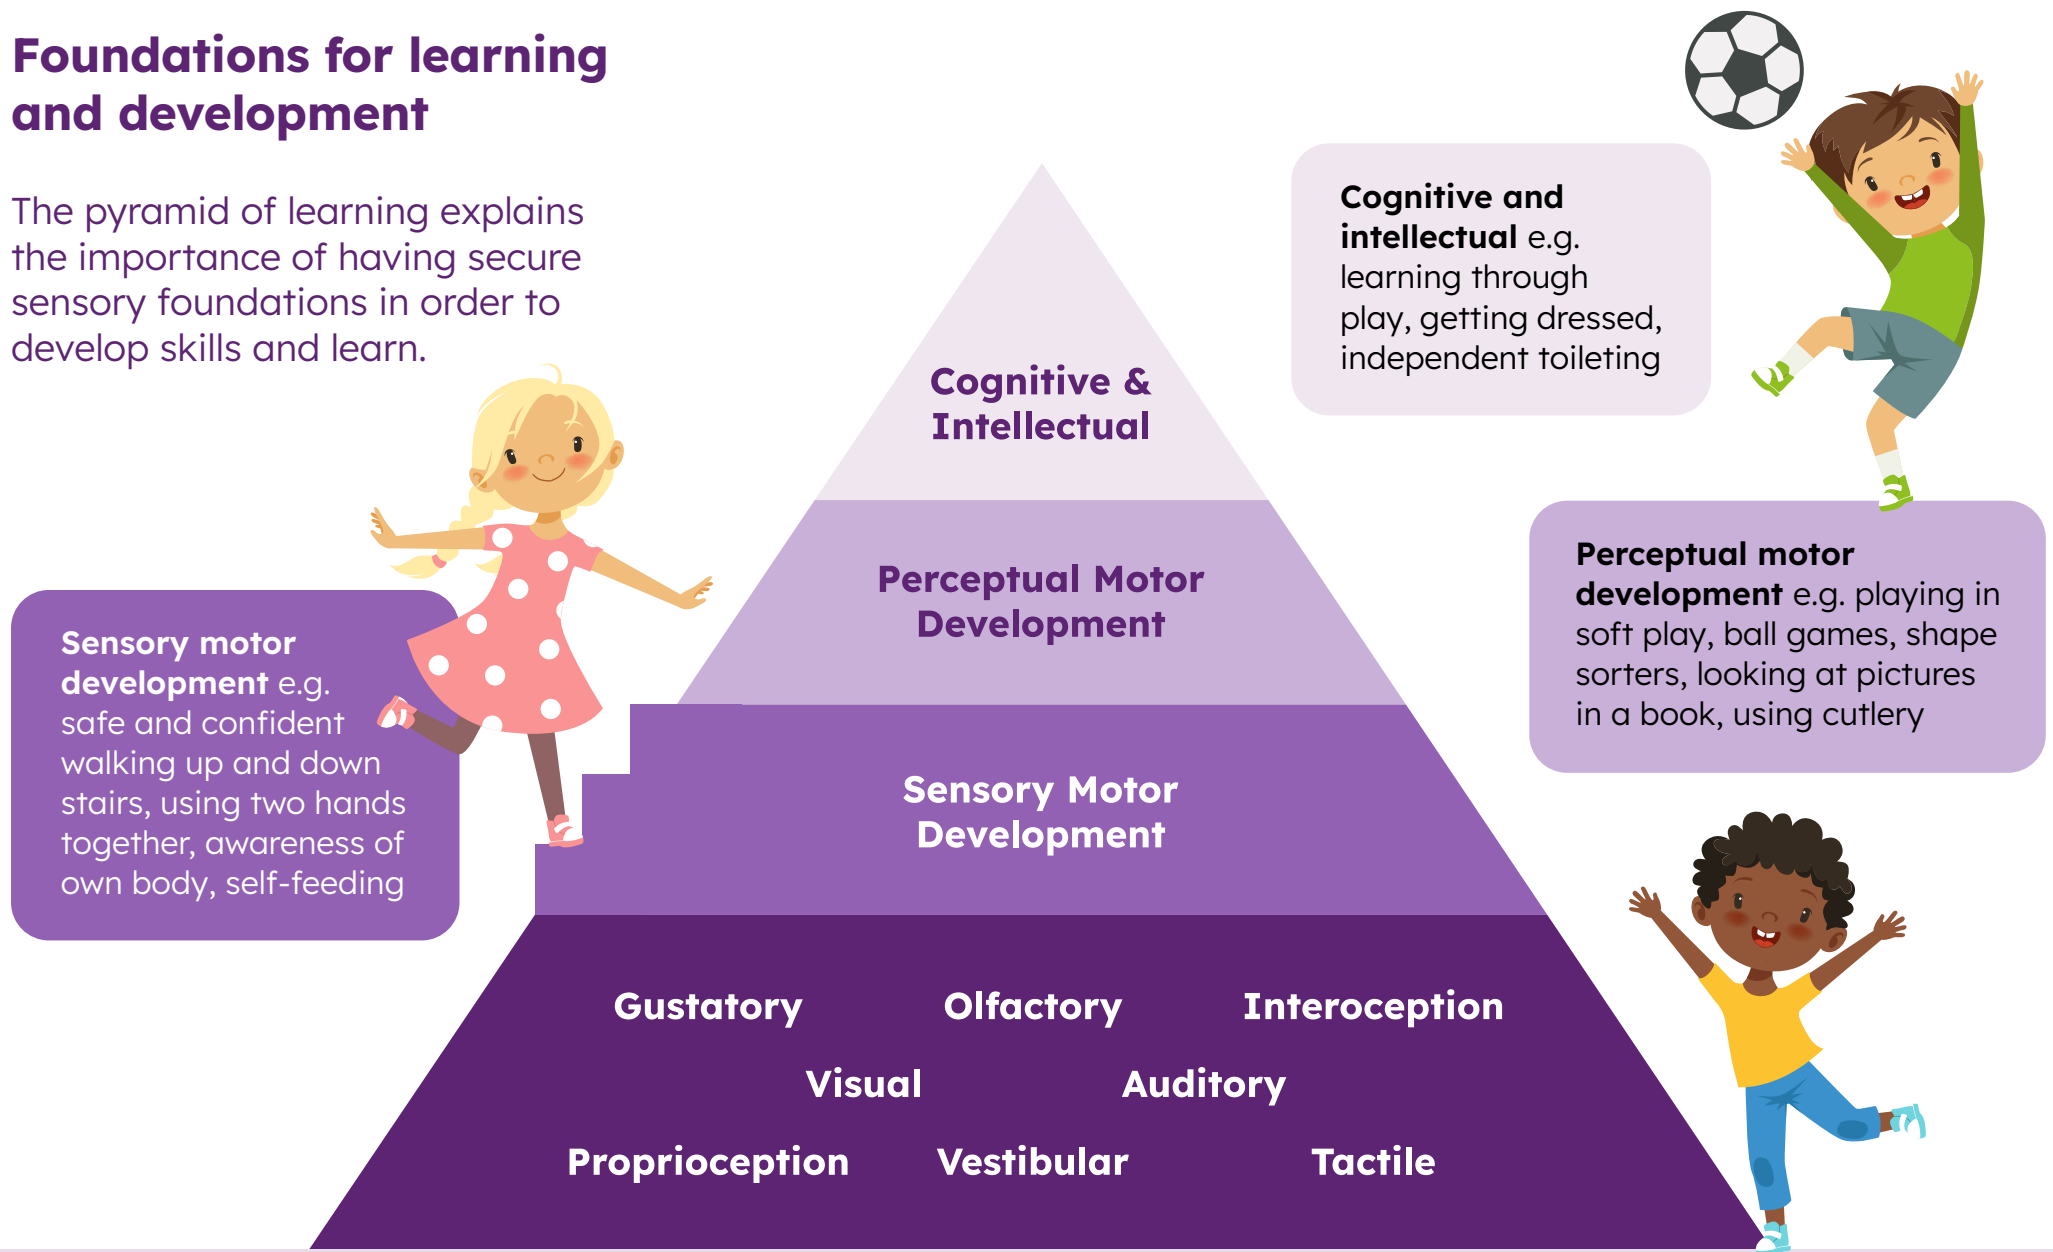 Foundations for learning
and development
The pyramid of learning explains
the importance of having secure
sensory foundations in order to
develop skills and learn.
Cognitive and
intellectual e.g.
learning through
play, getting dressed,
independent toileting
Cognitive &
Intellectual
Perceptual Motor
Development
Perceptual motor
development e.g. playing in
soft play, ball games, shape
sorters, looking at pictures
in a book, using cutlery
Sensory motor
development e.g.
safe and confident
walking up and down
stairs, using two hands
together, awareness of
own body, self-feeding
Sensory Motor
Development
Gustatory Olfactory Interoception
Visual Auditory
Proprioception Vestibular Tactile